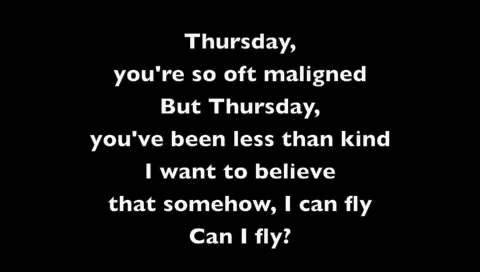 Thursday,
you're so oft maligned
But Thursday,
you've been less than kind
I want to believe
that somehow, I can fly
Can I fly?